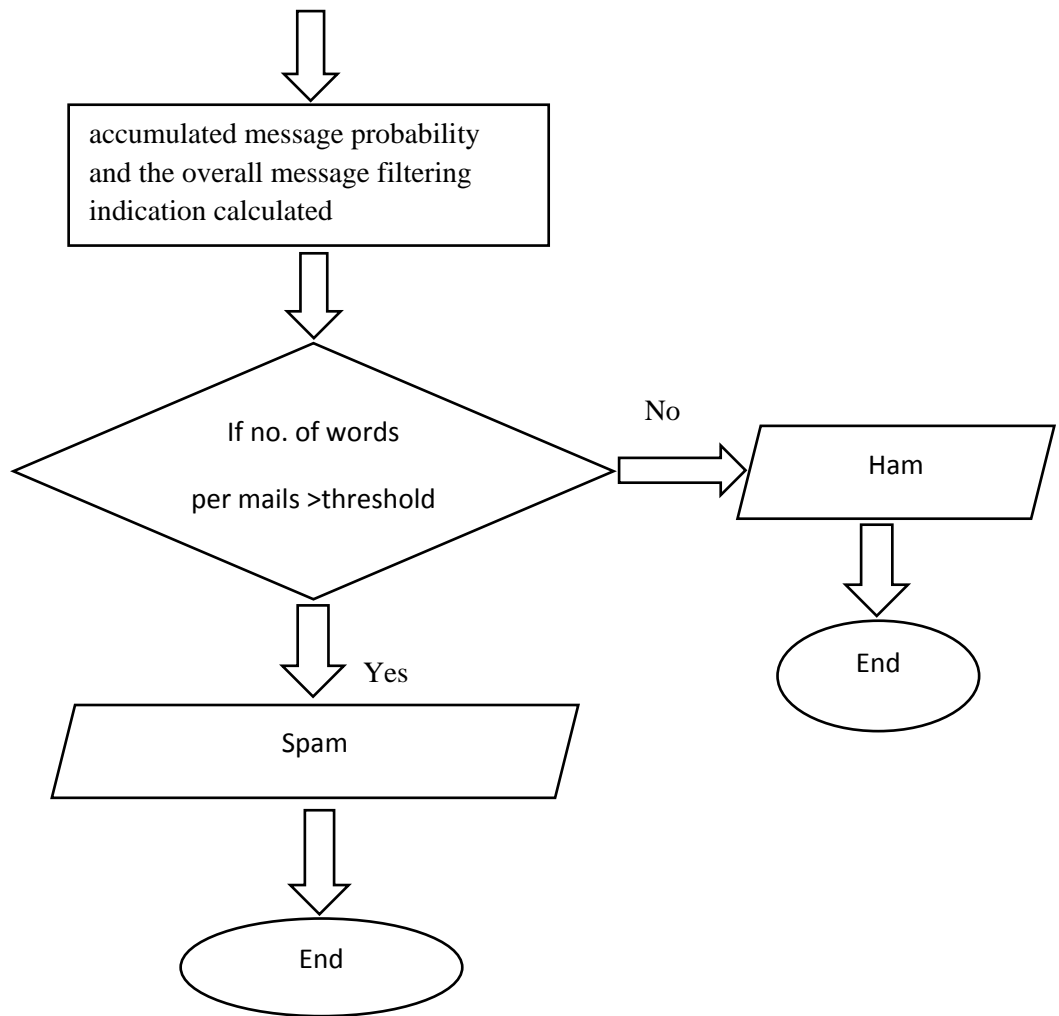 accumulated message probability
and the overall message filtering
indication calculated
If no. of words
per mails >threshold
No
Ham
End
Yes
Spam
End